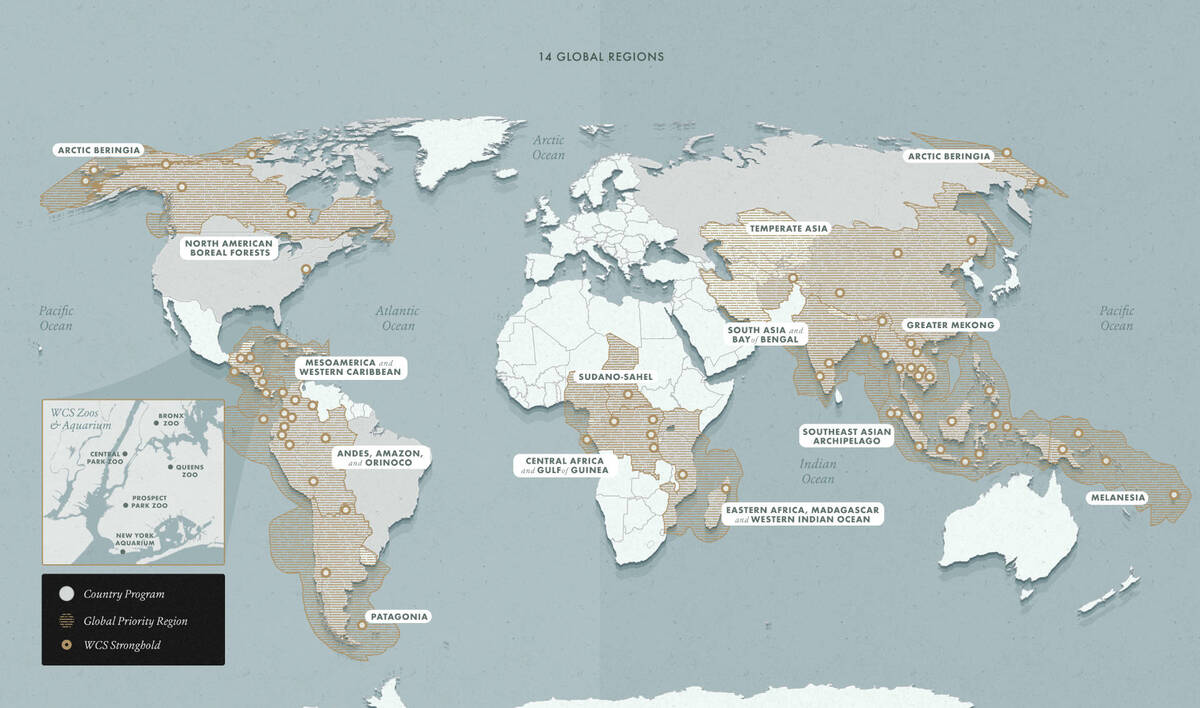 14 GLOBAL REGIONS
Arctic
Ocean
ARCTIC BERINGIA
ARCTIC BERINGIA
NORTH AMERICAN
BOREAL FORESTS
TEMPERATE ASIA
Pacific
Ocean
Atlantic
Ocean
Pacific
Ocean
SOUTH ASIA and
BAY of BENGAL
GREATER MEKONG
MESOAMERICA and
WESTERN CARIBBEAN
SUDANO-SAHEL
WCS Zoos
& Aquarium
BRONX
ZOO
CENTRAL
PARK ZOO
QUEENS
ZOO
PROSPECT
PARK ZOO
NEW YORK
AQUARIUM
ANDES, AMAZON,
and ORINOCO
CENTRAL AFRICA
and GULF of GUINEA
SOUTHEAST ASIAN
ARCHIPELAGO
Indian
Ocean
MELANESIA
EASTERN AFRICA, MADAGASCAR
and WESTERN INDIAN OCEAN
PATAGONIA
Country Program
Global Priority Region
WCS Stronghold